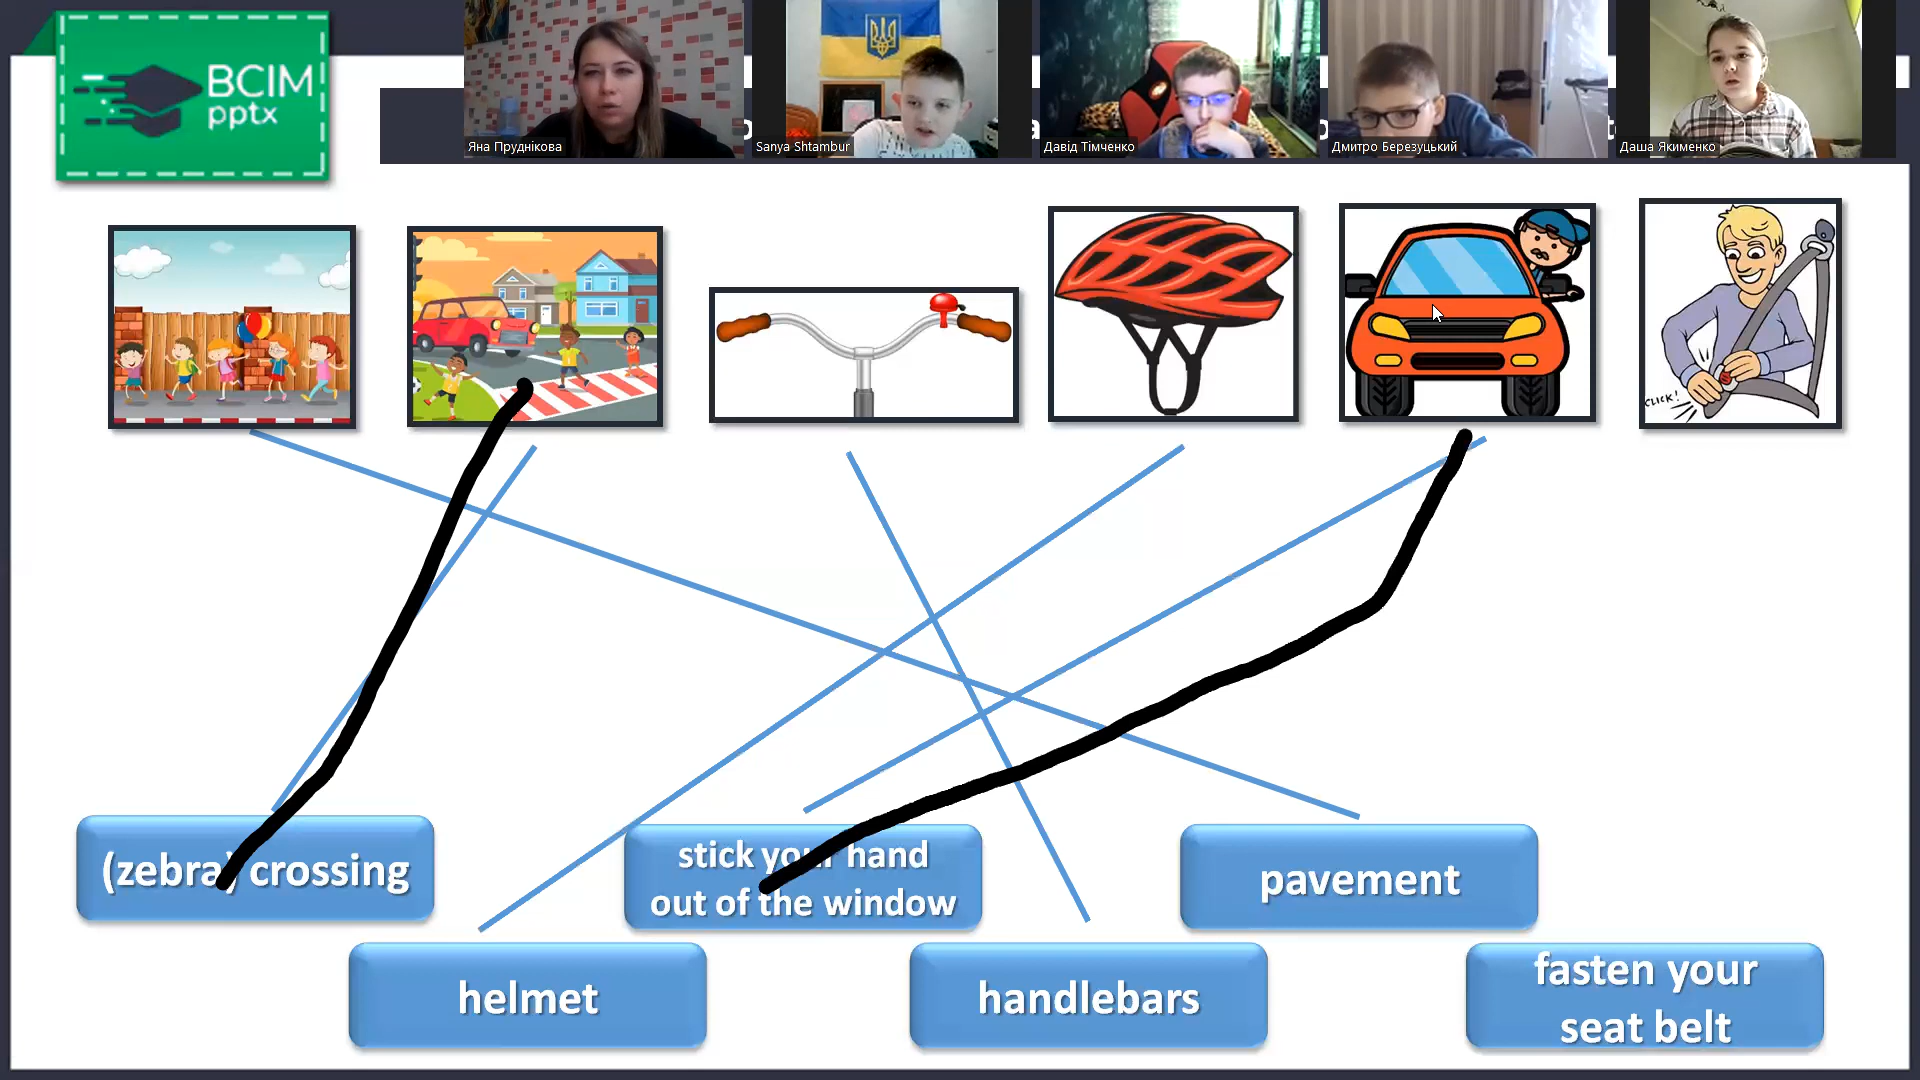 BCIM
pptx
Яна Пруднікова
Sanya Shtambur
Давід Тімченко
Дмитро Березуцький
Даша Якименко
CLICK!
(zebra) crossing
stick your hand
out of the window
pavement
helmet
handlebars
fasten your
seat belt